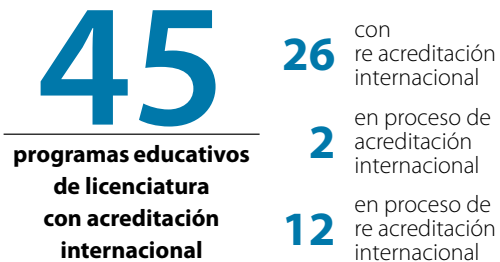 45
programas educativos
de licenciatura
con acreditación
internacional
26
con
re acreditación
internacional
2
en proceso de
acreditación
internacional
12
en proceso de
re acreditación
internacional